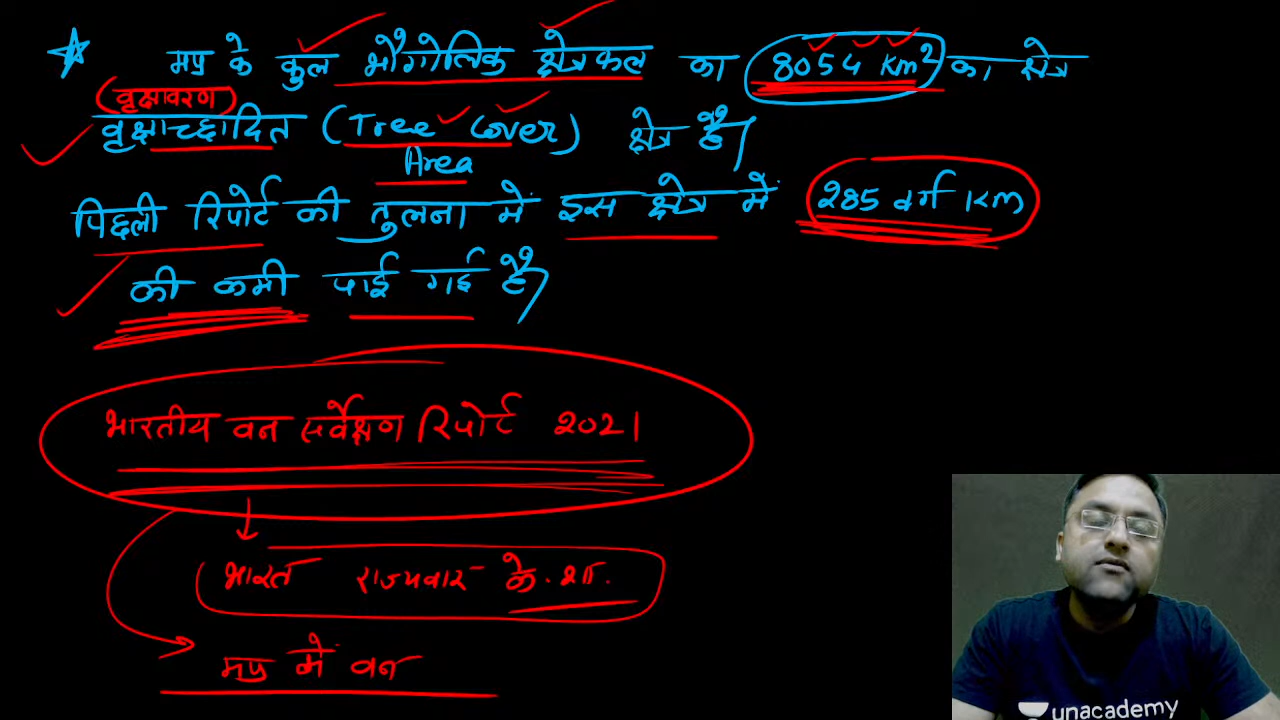 मप्र के कुल भौगोलिक क्षेत्रफल का 8054 Km² का क्षेत्र
(वृक्षावरण)
वृक्षाच्छादित (Tree Cover) क्षेत्र है।
Area
पिछली रिपोर्ट की तुलना में इस क्षेत्र में 285 वर्ग Km
की कमी पाई गई है।
भारतीय वन सर्वेक्षण रिपोर्ट 2021
भारत राज्यवार के.शा.
मप्र में वन
unacademy